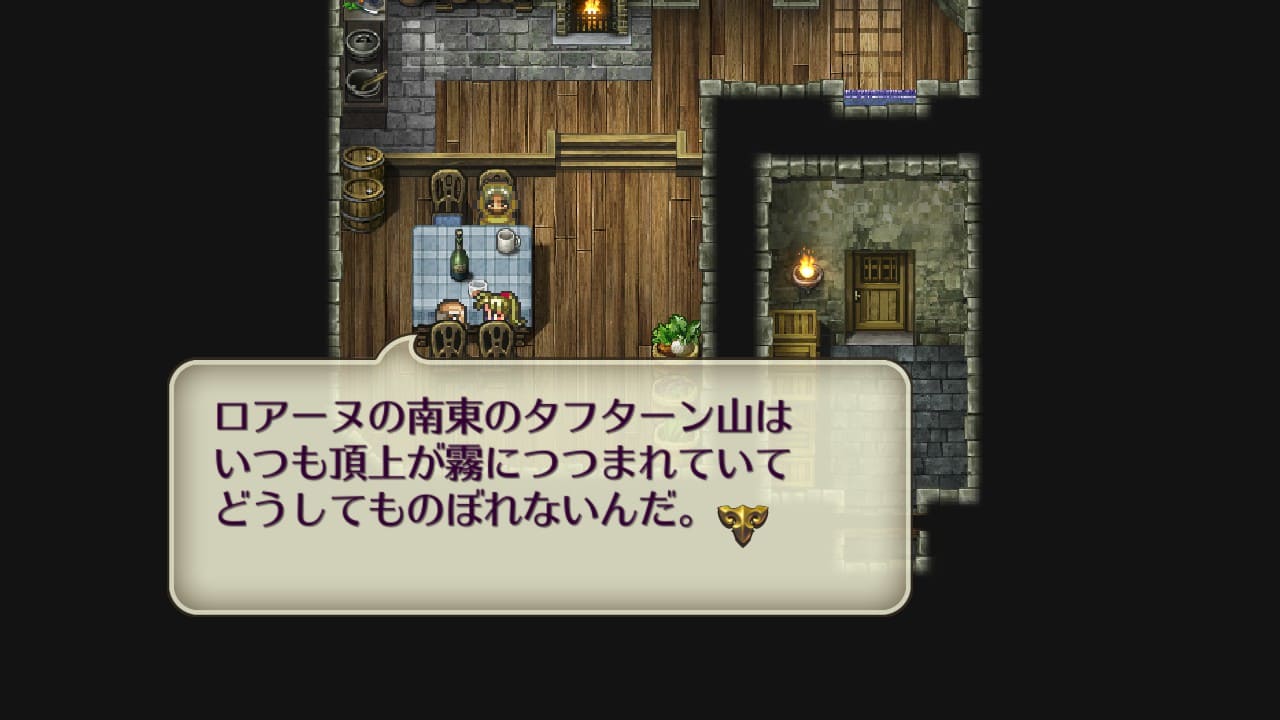 ロアーヌの南東のタフターン山は
いつも頂上が霧につつまれていて
どうしてものぼれないんだ。